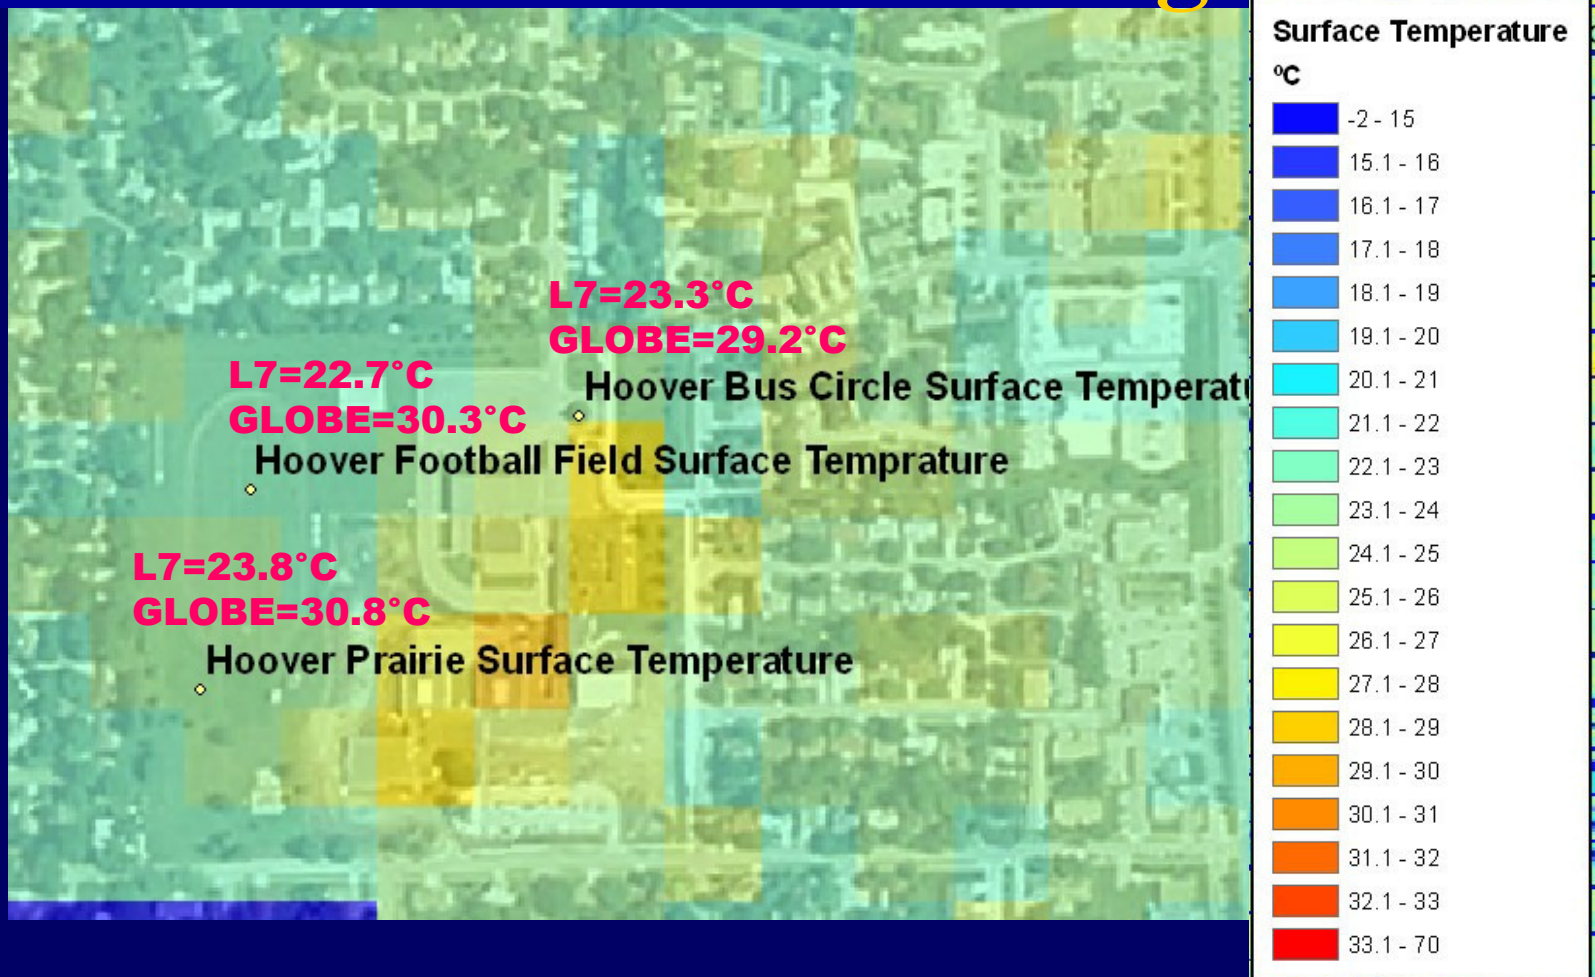 L7=23.3°C
GLOBE=29.2°C
Hoover Bus Circle Surface Temperatu
L7=22.7°C
GLOBE=30.3°C
Hoover Football Field Surface Temprature
L7=23.8°C
GLOBE=30.8°C
Hoover Prairie Surface Temperature
Surface Temperature
ºC
-2 - 15
15.1 - 16
16.1 - 17
17.1 - 18
18.1 - 19
19.1 - 20
20.1 - 21
21.1 - 22
22.1 - 23
23.1 - 24
24.1 - 25
25.1 - 26
26.1 - 27
27.1 - 28
28.1 - 29
29.1 - 30
30.1 - 31
31.1 - 32
32.1 - 33
33.1 - 70